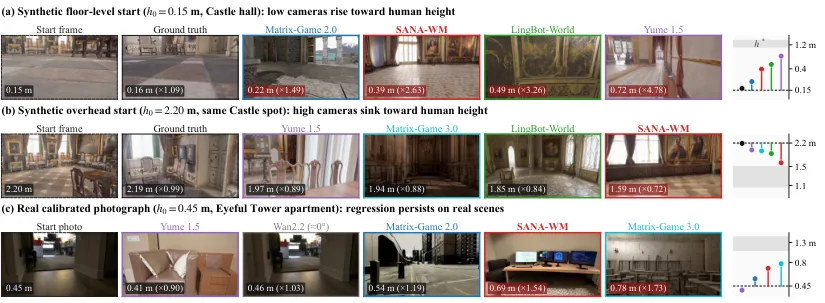 (a) Synthetic floor-level start (h₀ = 0.15 m, Castle hall): low cameras rise toward human height
Start frame Ground truth Matrix-Game 2.0 SANA-WM LingBot-World Yume 1.5
h* 1.2 m
0.4
0.15
0.15 m 0.16 m (×1.09) 0.22 m (×1.49) 0.39 m (×2.63) 0.49 m (×3.26) 0.72 m (×4.78)
(b) Synthetic overhead start (h₀ = 2.20 m, same Castle spot): high cameras sink toward human height
Start frame Ground truth Yume 1.5 Matrix-Game 3.0 LingBot-World SANA-WM
2.2 m
1.5
1.1
2.20 m 2.19 m (×0.99) 1.97 m (×0.89) 1.94 m (×0.88) 1.85 m (×0.84) 1.59 m (×0.72)
(c) Real calibrated photograph (h₀ = 0.45 m, Eyeful Tower apartment): regression persists on real scenes
Start photo Yume 1.5 Matrix-Game 2.0 SANA-WM Matrix-Game 3.0
1.3 m
0.8
0.45
0.45 m 0.41 m (×0.90) 0.46 m (×1.03) 0.54 m (×1.19) 0.69 m (×1.54) 0.78 m (×1.73)